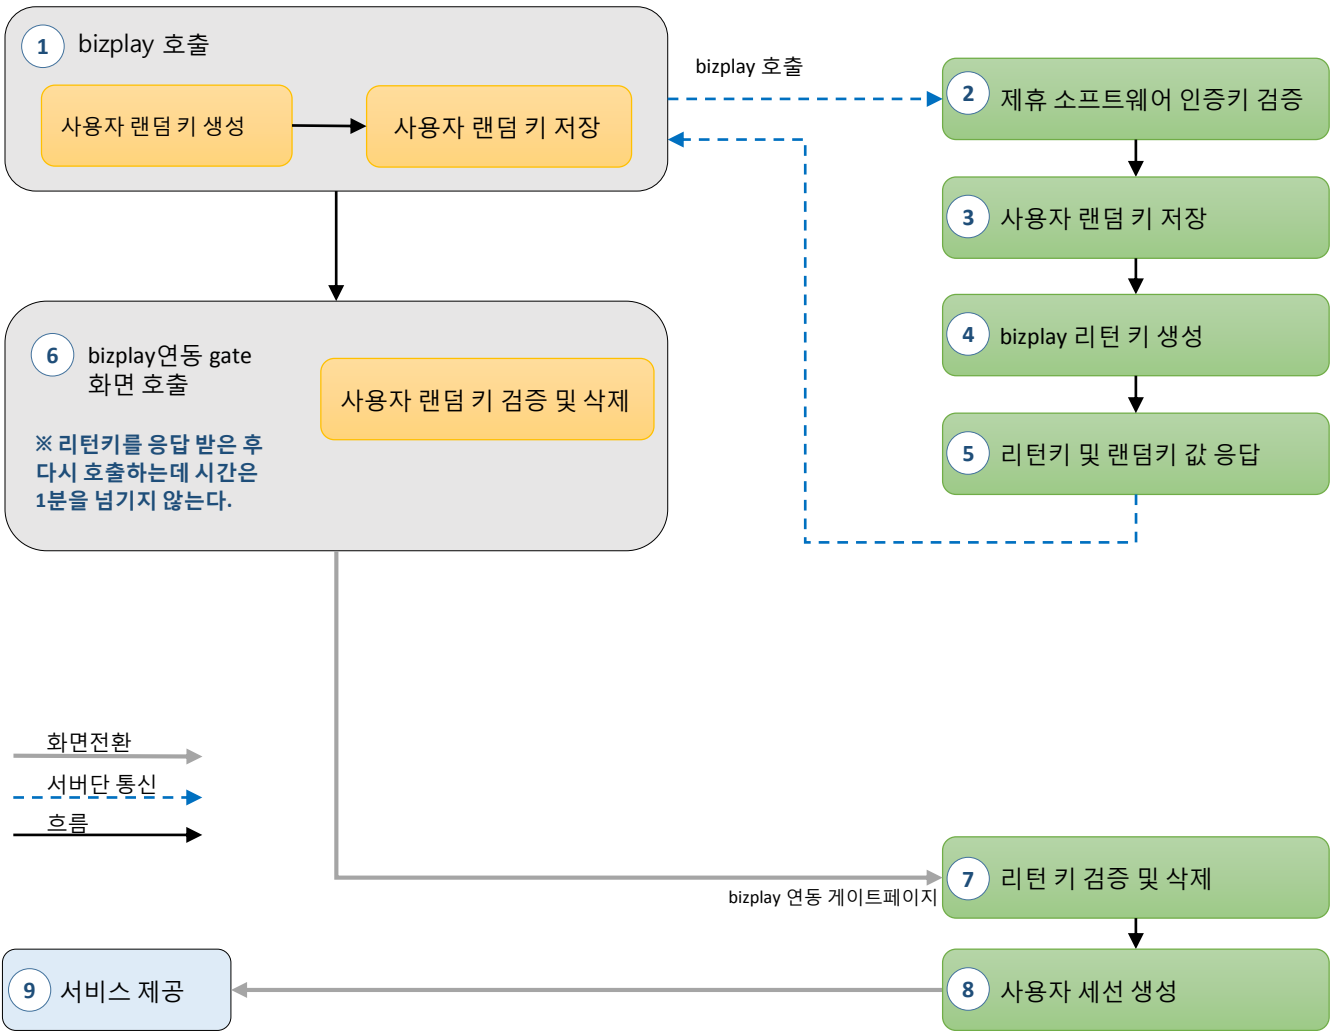 1 bizplay 호출
사용자 랜덤 키 생성
사용자 랜덤 키 저장
bizplay 호출
2 제휴 소프트웨어 인증키 검증
3 사용자 랜덤 키 저장
4 bizplay 리턴 키 생성
5 리턴키 및 랜덤키 값 응답
6 bizplay연동 gate
화면 호출
사용자 랜덤 키 검증 및 삭제
※ 리턴키를 응답 받은 후
다시 호출하는데 시간은
1분을 넘기지 않는다.
화면전환
서버단 통신
흐름
7 리턴 키 검증 및 삭제
bizplay 연동 게이트페이지
8 사용자 세선 생성
9 서비스 제공